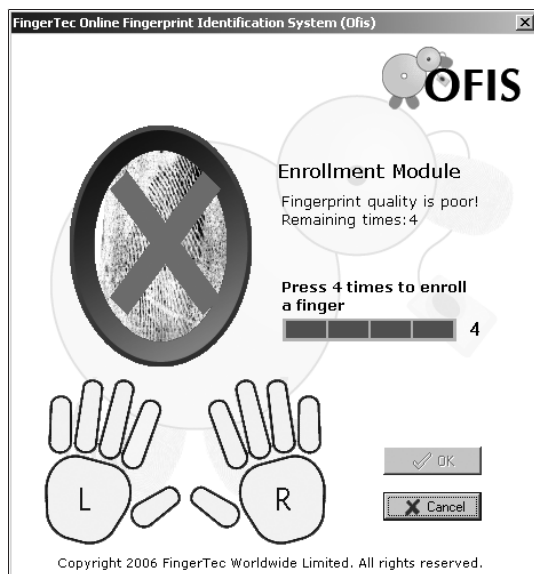 FingerTec Online Fingerprint Identification System (Ofis)
OFIS
Enrollment Module
Fingerprint quality is poor!
Remaining times:4
Press 4 times to enroll
a finger
4
L
R
OK
Cancel
Copyright 2006 FingerTec Worldwide Limited. All rights reserved.